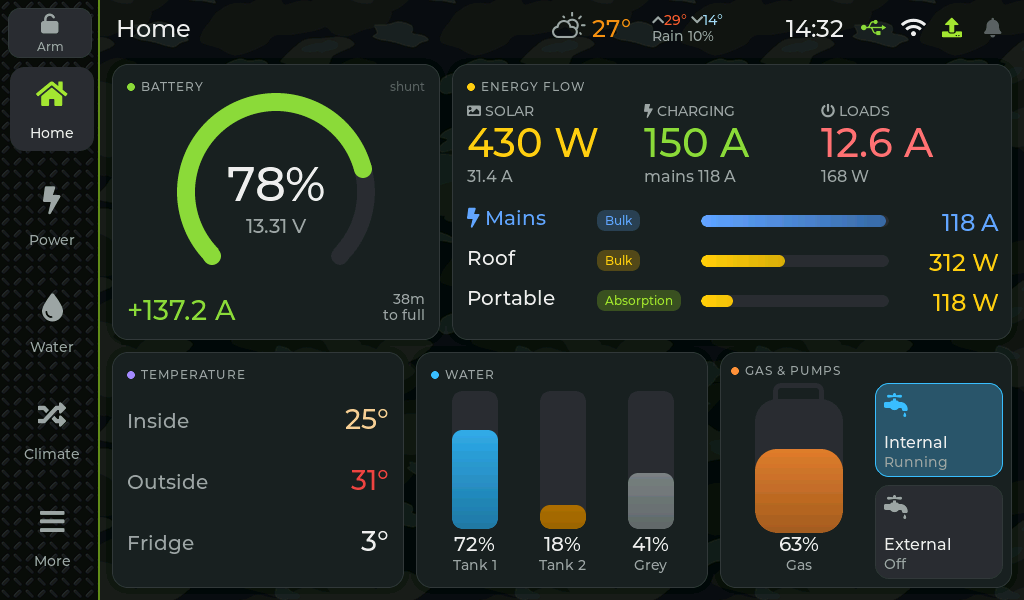 Arm
Home
Power
Water
Climate
More
Home
27°
29° 14°
Rain 10%
14:32
BATTERY
shunt
78%
13.31 V
+137.2 A
38m
to full
ENERGY FLOW
SOLAR
430 W
31.4 A
CHARGING
150 A
mains 118 A
LOADS
12.6 A
168 W
Mains Bulk 118 A
Roof Bulk 312 W
Portable Absorption 118 W
TEMPERATURE
Inside 25°
Outside 31°
Fridge 3°
WATER
72%
Tank 1
18%
Tank 2
41%
Grey
GAS & PUMPS
63%
Gas
Internal
Running
External
Off